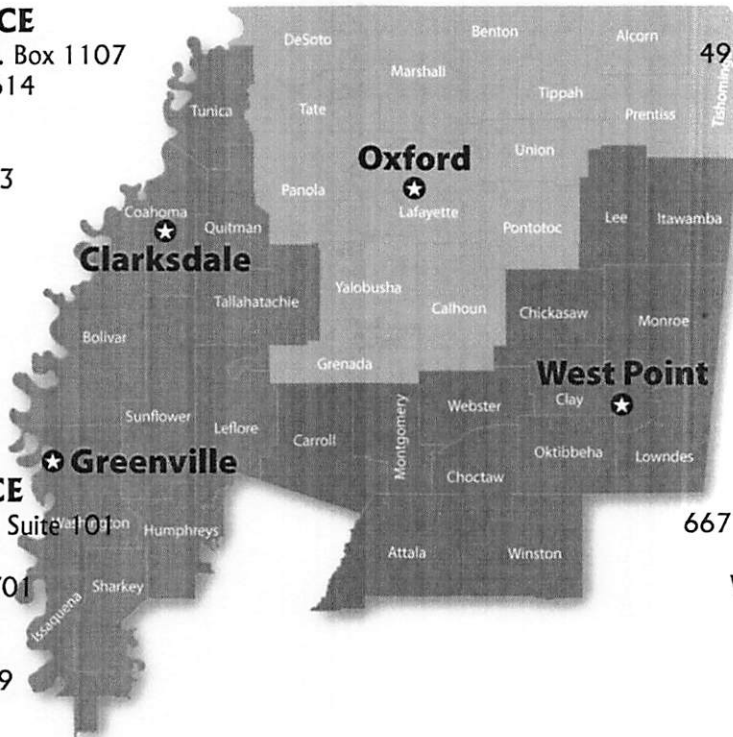 CE
. Box 1107
614
3
49
DeSoto
Benton
Alcorn
Marshall
Tippah
Tishoming
Tunica
Tate
Prentiss
Union
Oxford
Panola
Lafayette
Coahoma
Quitman
Pontotoc
Lee
Itawamba
Clarksdale
Yalobusha
Tallahatachie
Calhoun
Chickasaw
Monroe
Bolivar
Grenada
West Point
Sunflower
Leflore
Carroll
Montgomery
Webster
Clay
Oktibbeha
Lowndes
Greenville
Choctaw
CE
Suite 101
Washington
Humphreys
667
Attala
Winston
701
Sharkey
Issaquena
9